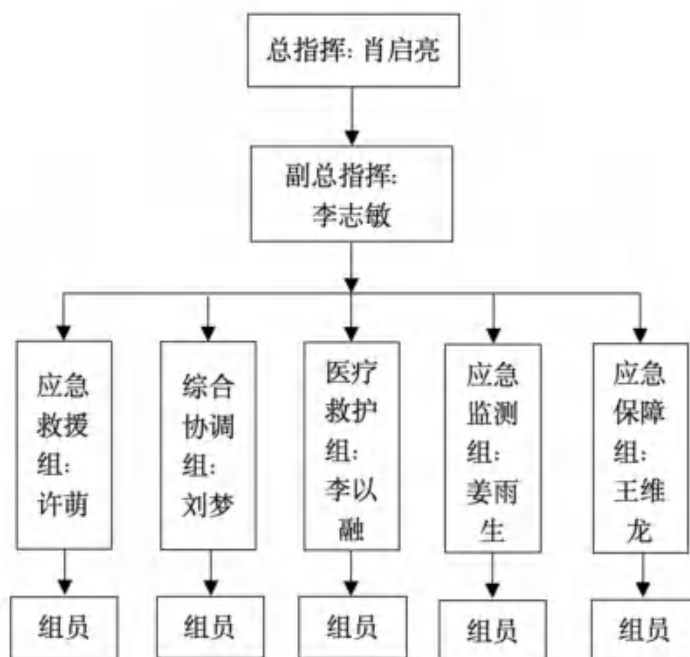 总指挥: 肖启亮
副总指挥:
李志敏
应急
救援
组:
许萌
综合
协调
组:
刘梦
医疗
救护
组:
李以
融
应急
监测
组:
姜雨
生
应急
保障
组:
王维
龙
组员
组员
组员
组员
组员